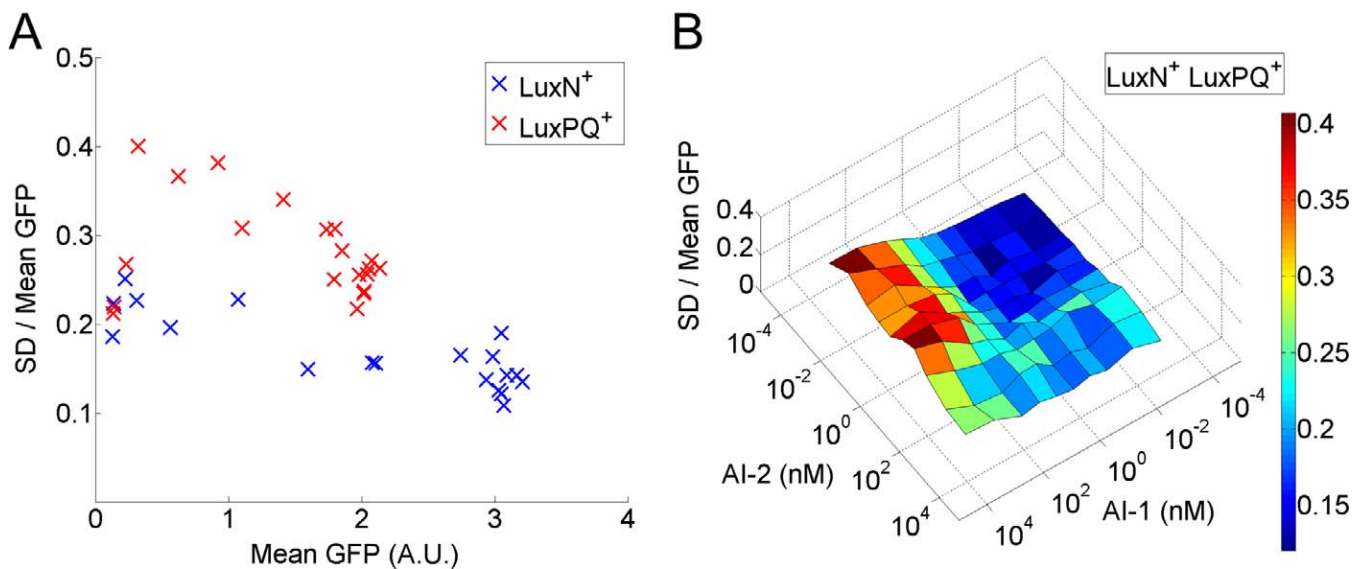 A
0.5
0.4
0.3
0.2
0.1
SD / Mean GFP
0
1
2
3
4
Mean GFP (A.U.)
LuxN+
LuxPQ+
B
LuxN+ LuxPQ+
SD / Mean GFP
0.4
0.2
0
10-4
10-2
100
102
104
AI-2 (nM)
104
102
100
10-2
10-4
AI-1 (nM)
0.4
0.35
0.3
0.25
0.2
0.15